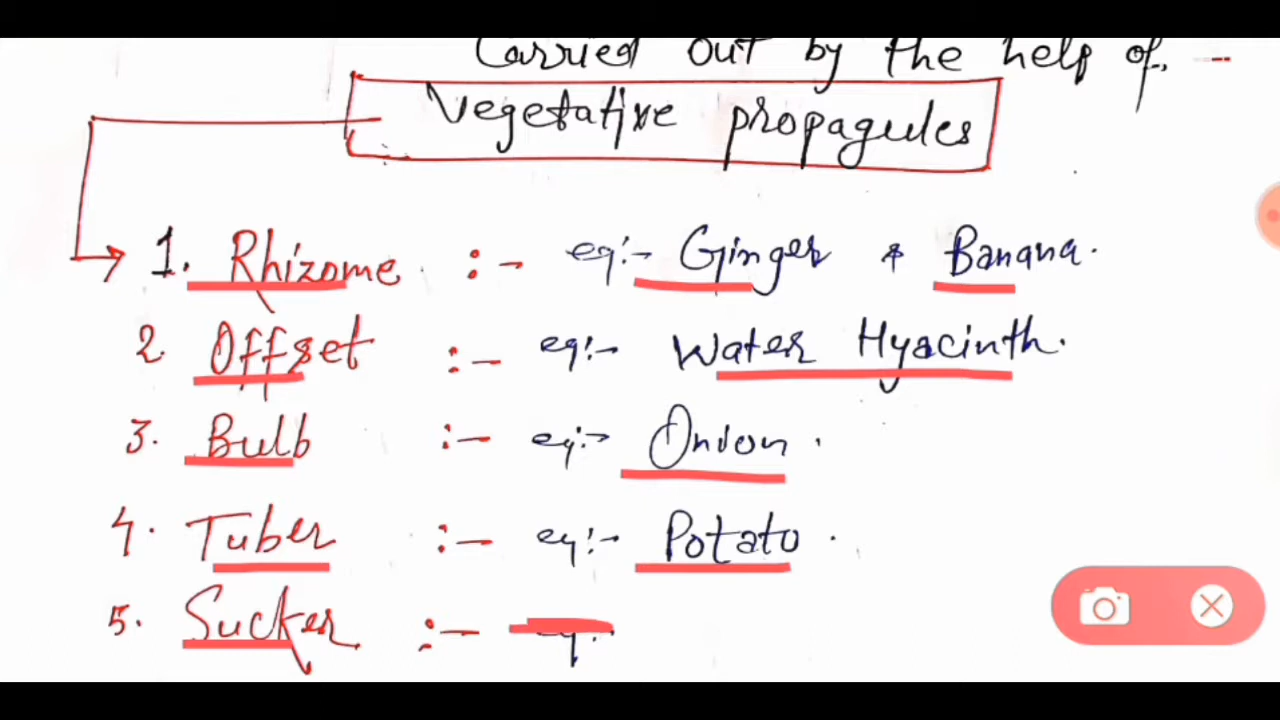 Carried out by the help of, --
Vegetative propagules
1. Rhizome :- eg:- Ginger & Banana.
2. Offset :- eg:- Water Hyacinth.
3. Bulb :- eg:- Onion.
4. Tuber :- eg:- Potato.
5. Sucker :- eg:-